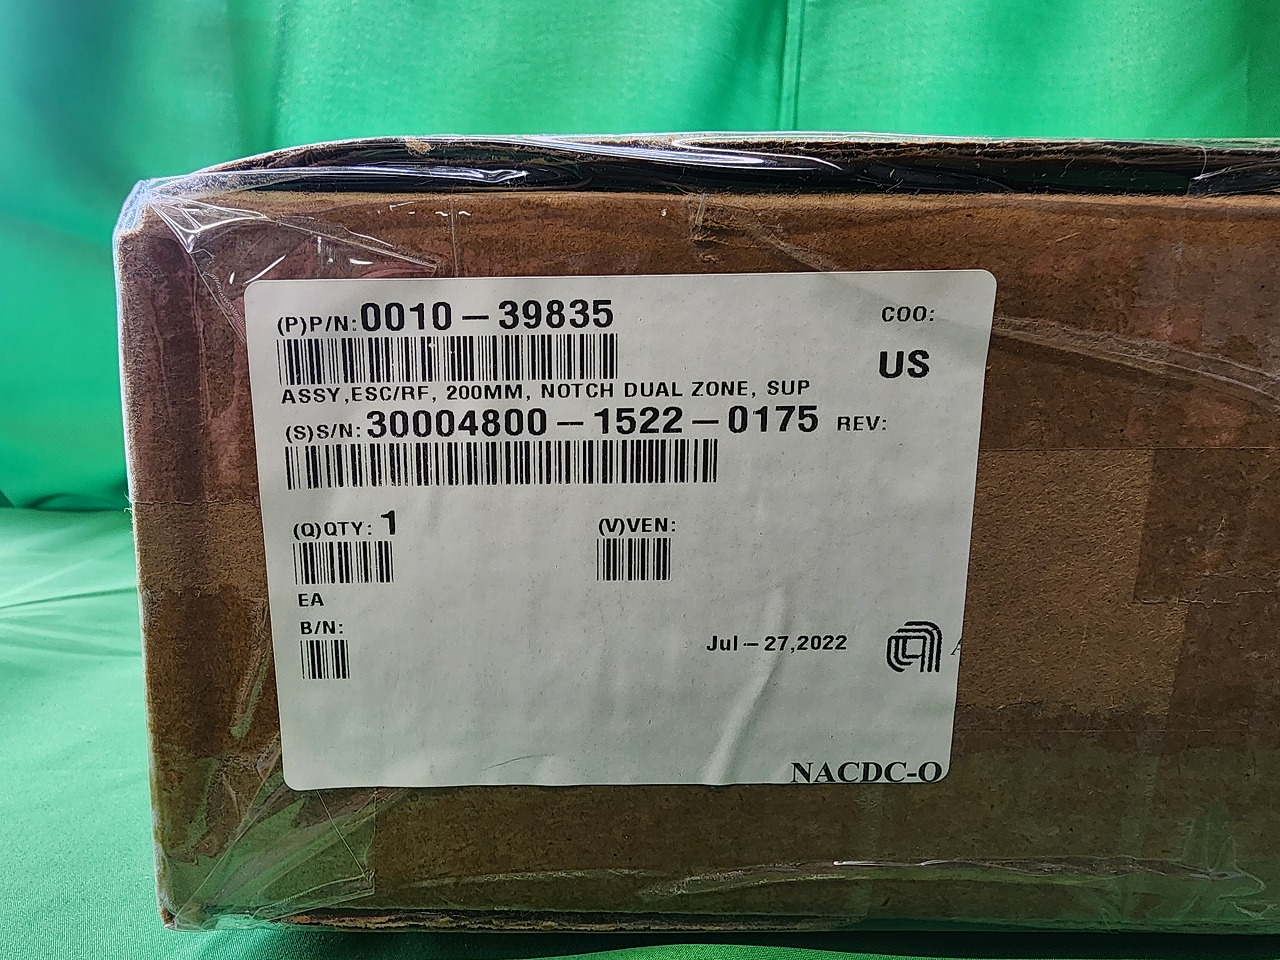 (P)P/N:0010-39835
COO:
US
ASSY,ESC/RF, 200MM, NOTCH DUAL ZONE, SUP
(S)S/N:30004800-1522-0175 REV:
(Q)QTY: 1
(V)VEN:
EA
B/N:
Jul-27,2022
NACDC-O